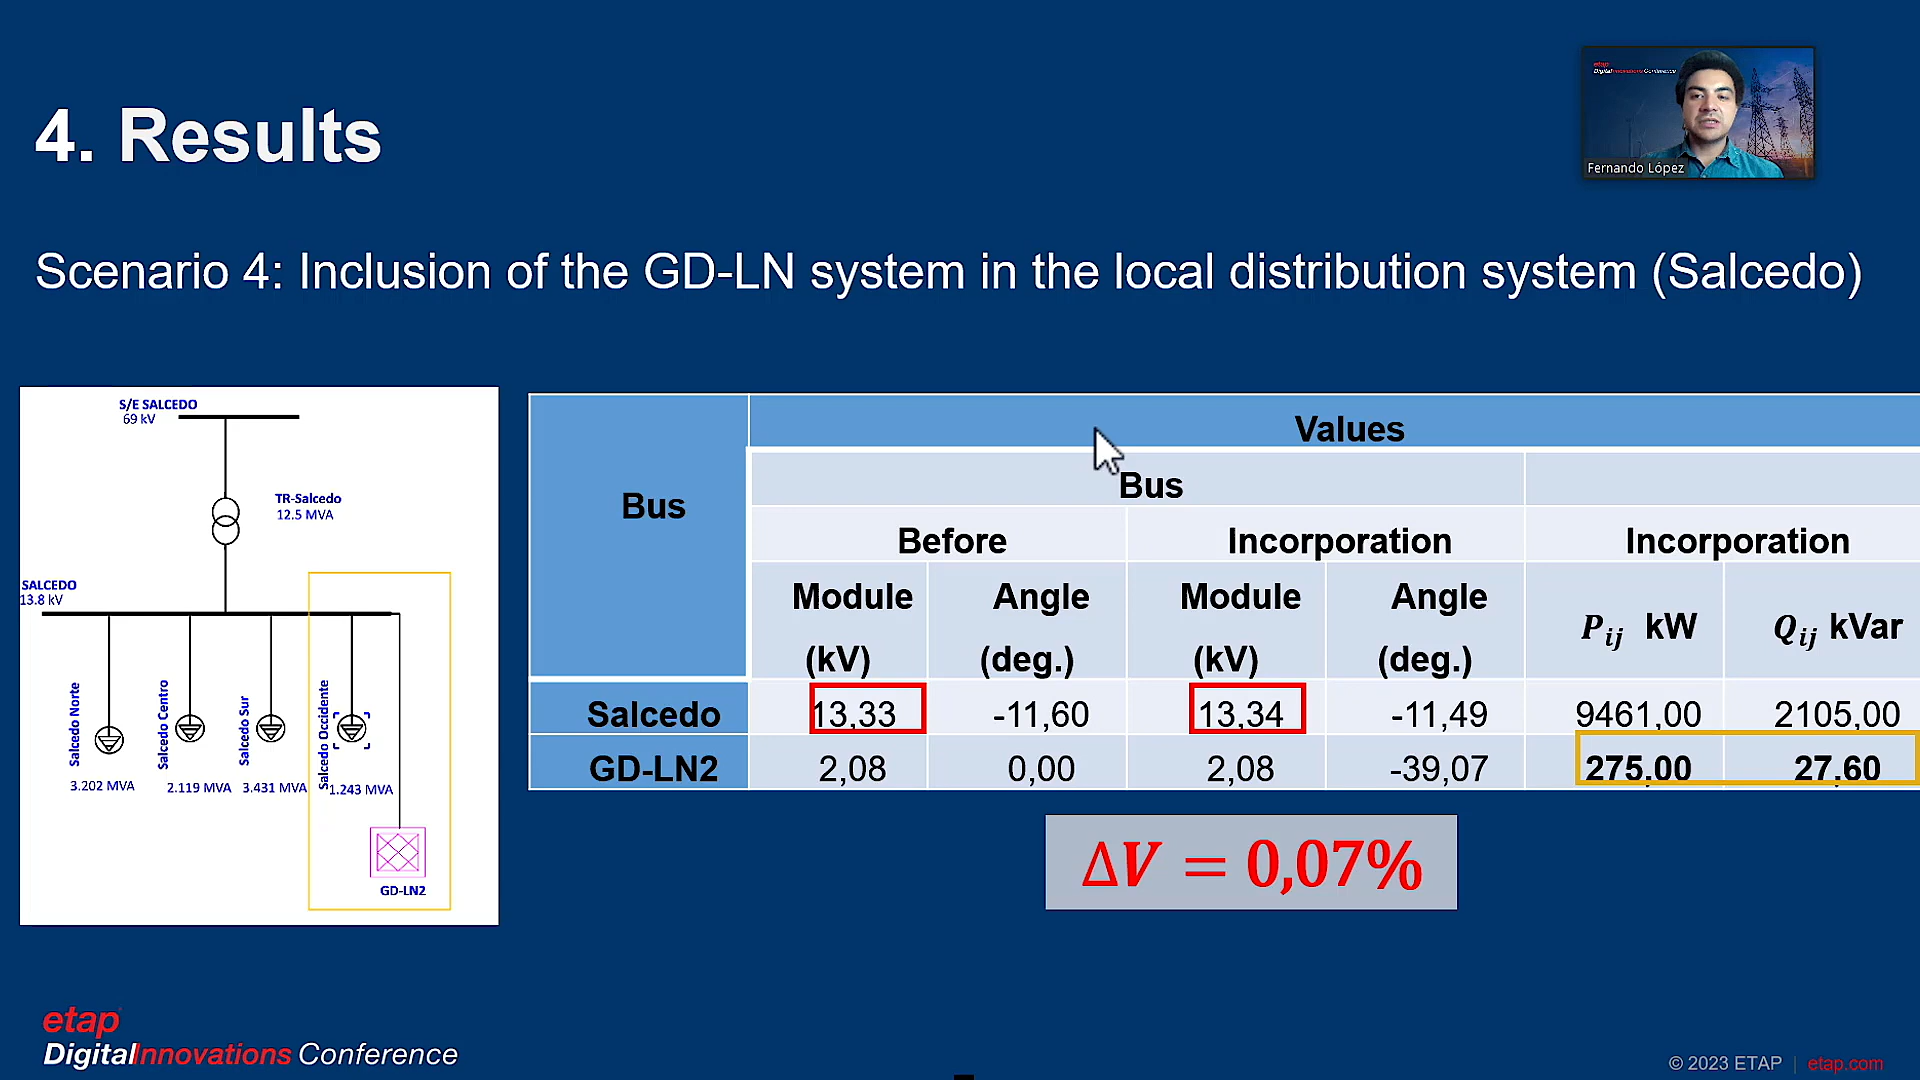 etap
DigitalInnovations Conference
Fernando López
4. Results
Scenario 4: Inclusion of the GD-LN system in the local distribution system (Salcedo)
S/E SALCEDO
69 kV
TR-Salcedo
12.5 MVA
SALCEDO
13.8 kV
Salcedo Norte
Salcedo Centro
Salcedo Sur
Salcedo Occidente
3.202 MVA 2.119 MVA 3.431 MVA 1.243 MVA
GD-LN2
Bus Values
Bus
Before Incorporation Incorporation
Module (kV) Angle (deg.) Module (kV) Angle (deg.) Pij kW Qij kVar
Salcedo 13,33 -11,60 13,34 -11,49 9461,00 2105,00
GD-LN2 2,08 0,00 2,08 -39,07 275,00 27,60
ΔV = 0,07%
etap
DigitalInnovations Conference
© 2023 ETAP | etap.com